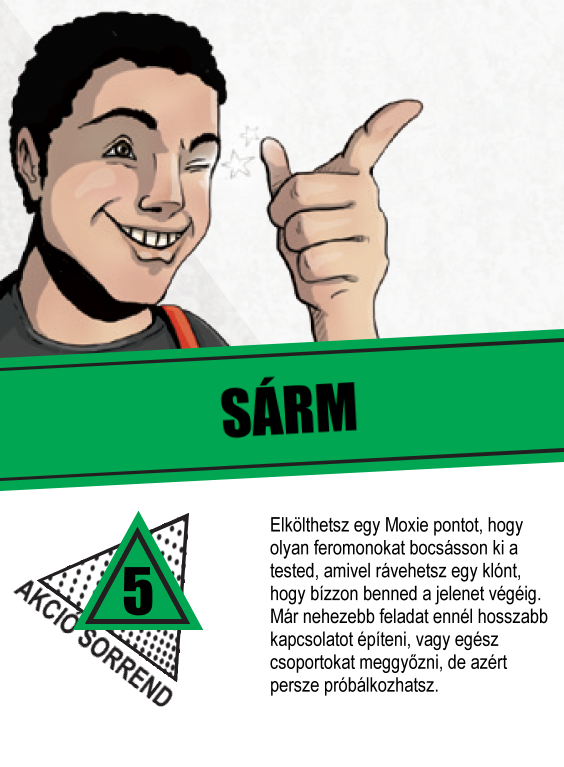 SÁRM
5
AKCIÓ SORREND
Elkölthetsz egy Moxie pontot, hogy
olyan feromonokat bocsásson ki a
tested, amivel rávehetsz egy klónt,
hogy bízzon benned a jelenet végéig.
Már nehezebb feladat ennél hosszabb
kapcsolatot építeni, vagy egész
csoportokat meggyőzni, de azért
persze próbálkozhatsz.